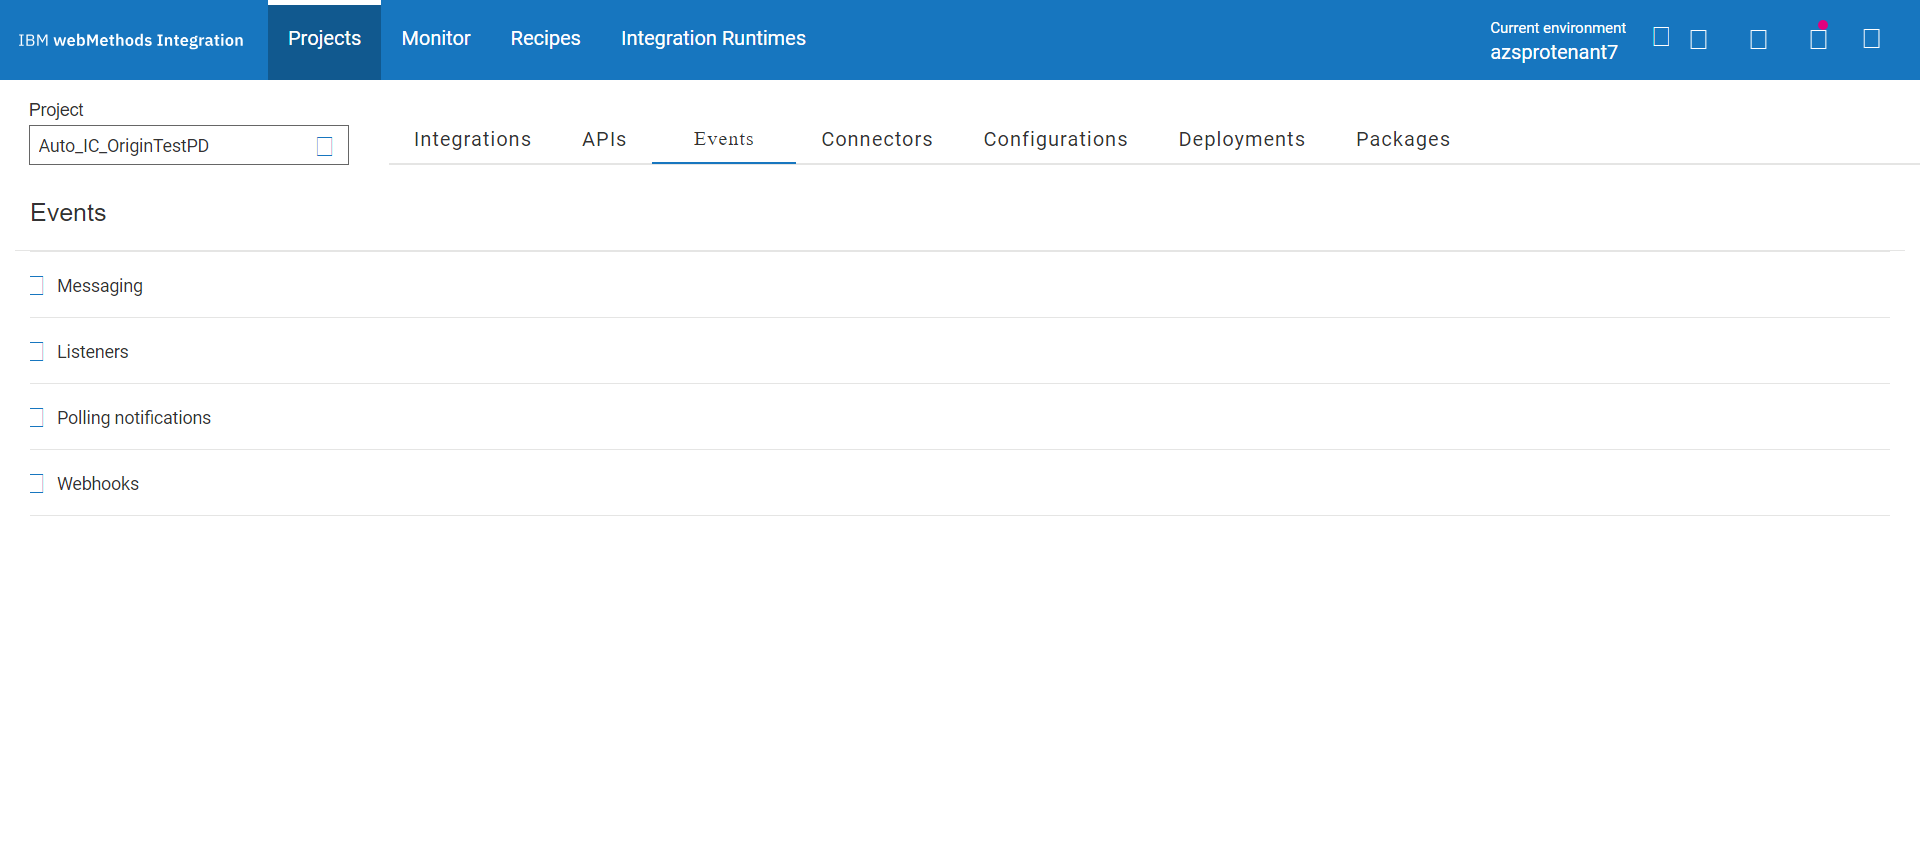 IBM webMethods Integration
Projects
Monitor
Recipes
Integration Runtimes
Current environment
azsprotenant7
Project
Auto_IC_OriginTestPD
Integrations
APIs
Events
Connectors
Configurations
Deployments
Packages
Events
Messaging
Listeners
Polling notifications
Webhooks